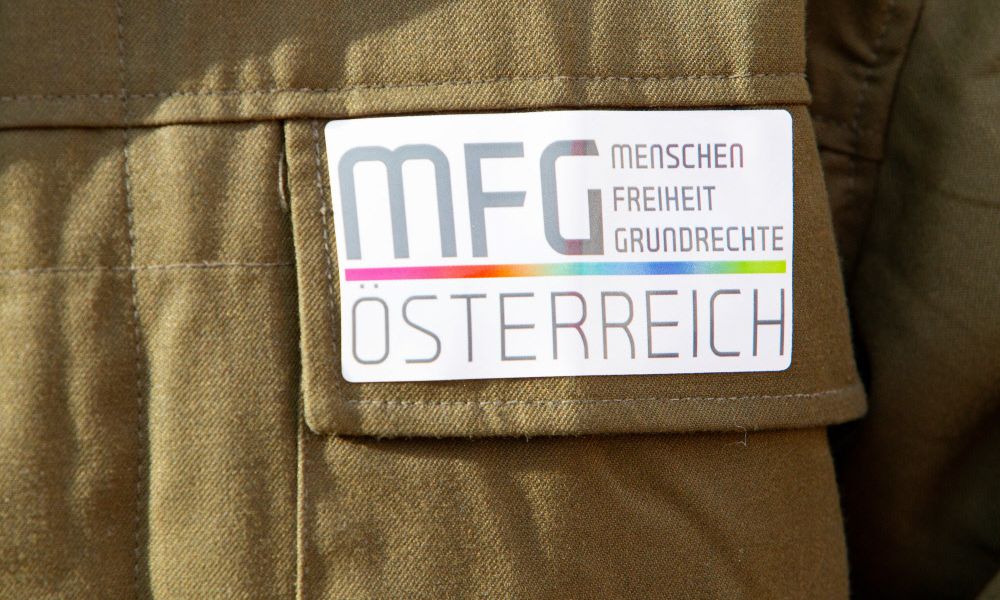 MFG
MENSCHEN
FREIHEIT
GRUNDRECHTE
ÖSTERREICH